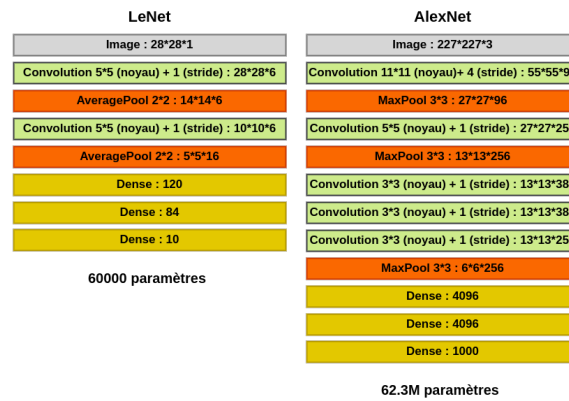 LeNet
Image : 28*28*1
Convolution 5*5 (noyau) + 1 (stride) : 28*28*6
AveragePool 2*2 : 14*14*6
Convolution 5*5 (noyau) + 1 (stride) : 10*10*6
AveragePool 2*2 : 5*5*16
Dense : 120
Dense : 84
Dense : 10
60000 paramètres
AlexNet
Image : 227*227*3
Convolution 11*11 (noyau)+ 4 (stride) : 55*55*9
MaxPool 3*3 : 27*27*96
Convolution 5*5 (noyau) + 1 (stride) : 27*27*25
MaxPool 3*3 : 13*13*256
Convolution 3*3 (noyau) + 1 (stride) : 13*13*38
Convolution 3*3 (noyau) + 1 (stride) : 13*13*38
Convolution 3*3 (noyau) + 1 (stride) : 13*13*25
MaxPool 3*3 : 6*6*256
Dense : 4096
Dense : 4096
Dense : 1000
62.3M paramètres